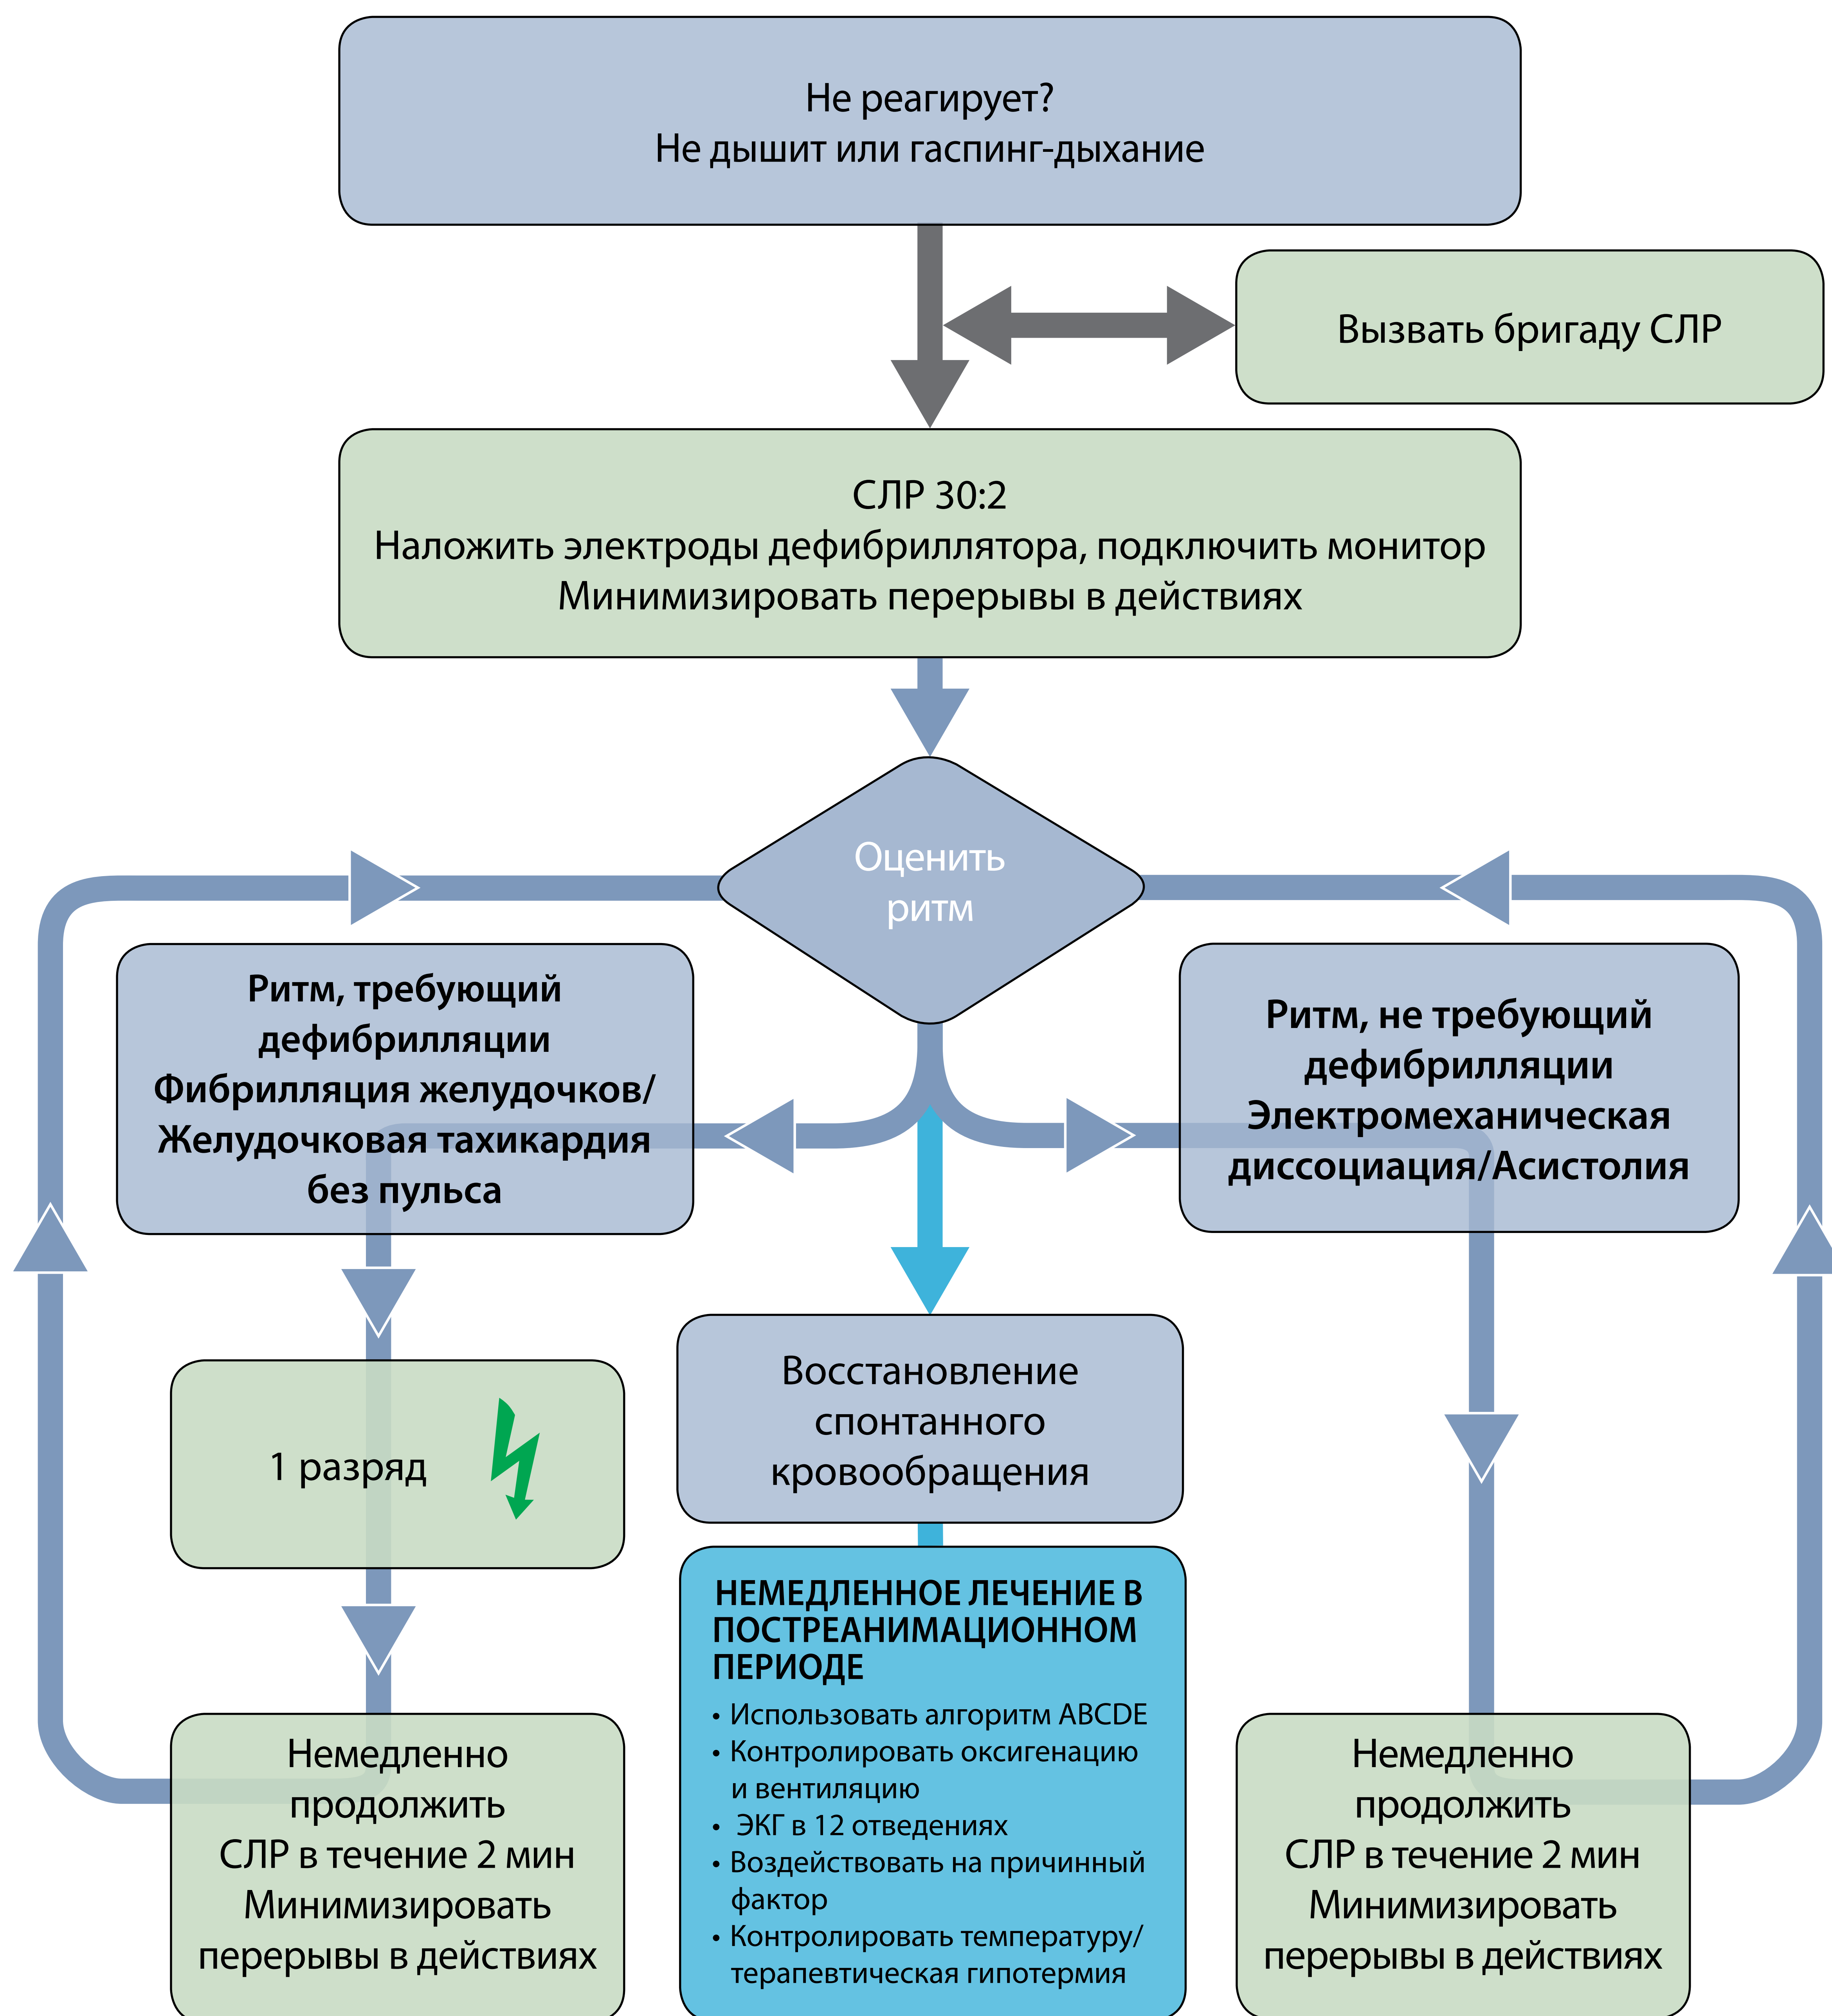 Не реагирует?
Не дышит или гаспинг-дыхание
Вызвать бригаду СЛР
СЛР 30:2
Наложить электроды дефибриллятора, подключить монитор
Минимизировать перерывы в действиях
Оценить
ритм
Ритм, требующий
дефибрилляции
Фибрилляция желудочков/
Желудочковая тахикардия
без пульса
Ритм, не требующий
дефибрилляции
Электромеханическая
диссоциация/Асистолия
1 разряд
Восстановление
спонтанного
кровообращения
Немедленно
продолжить
СЛР в течение 2 мин
Минимизировать
перерывы в действиях
НЕМЕДЛЕННОЕ ЛЕЧЕНИЕ В
ПОСТРЕАНИМАЦИОННОМ
ПЕРИОДЕ
• Использовать алгоритм ABCDE
• Контролировать оксигенацию
и вентиляцию
• ЭКГ в 12 отведениях
• Воздействовать на причинный
фактор
• Контролировать температуру/
терапевтическая гипотермия
Немедленно
продолжить
СЛР в течение 2 мин
Минимизировать
перерывы в действиях